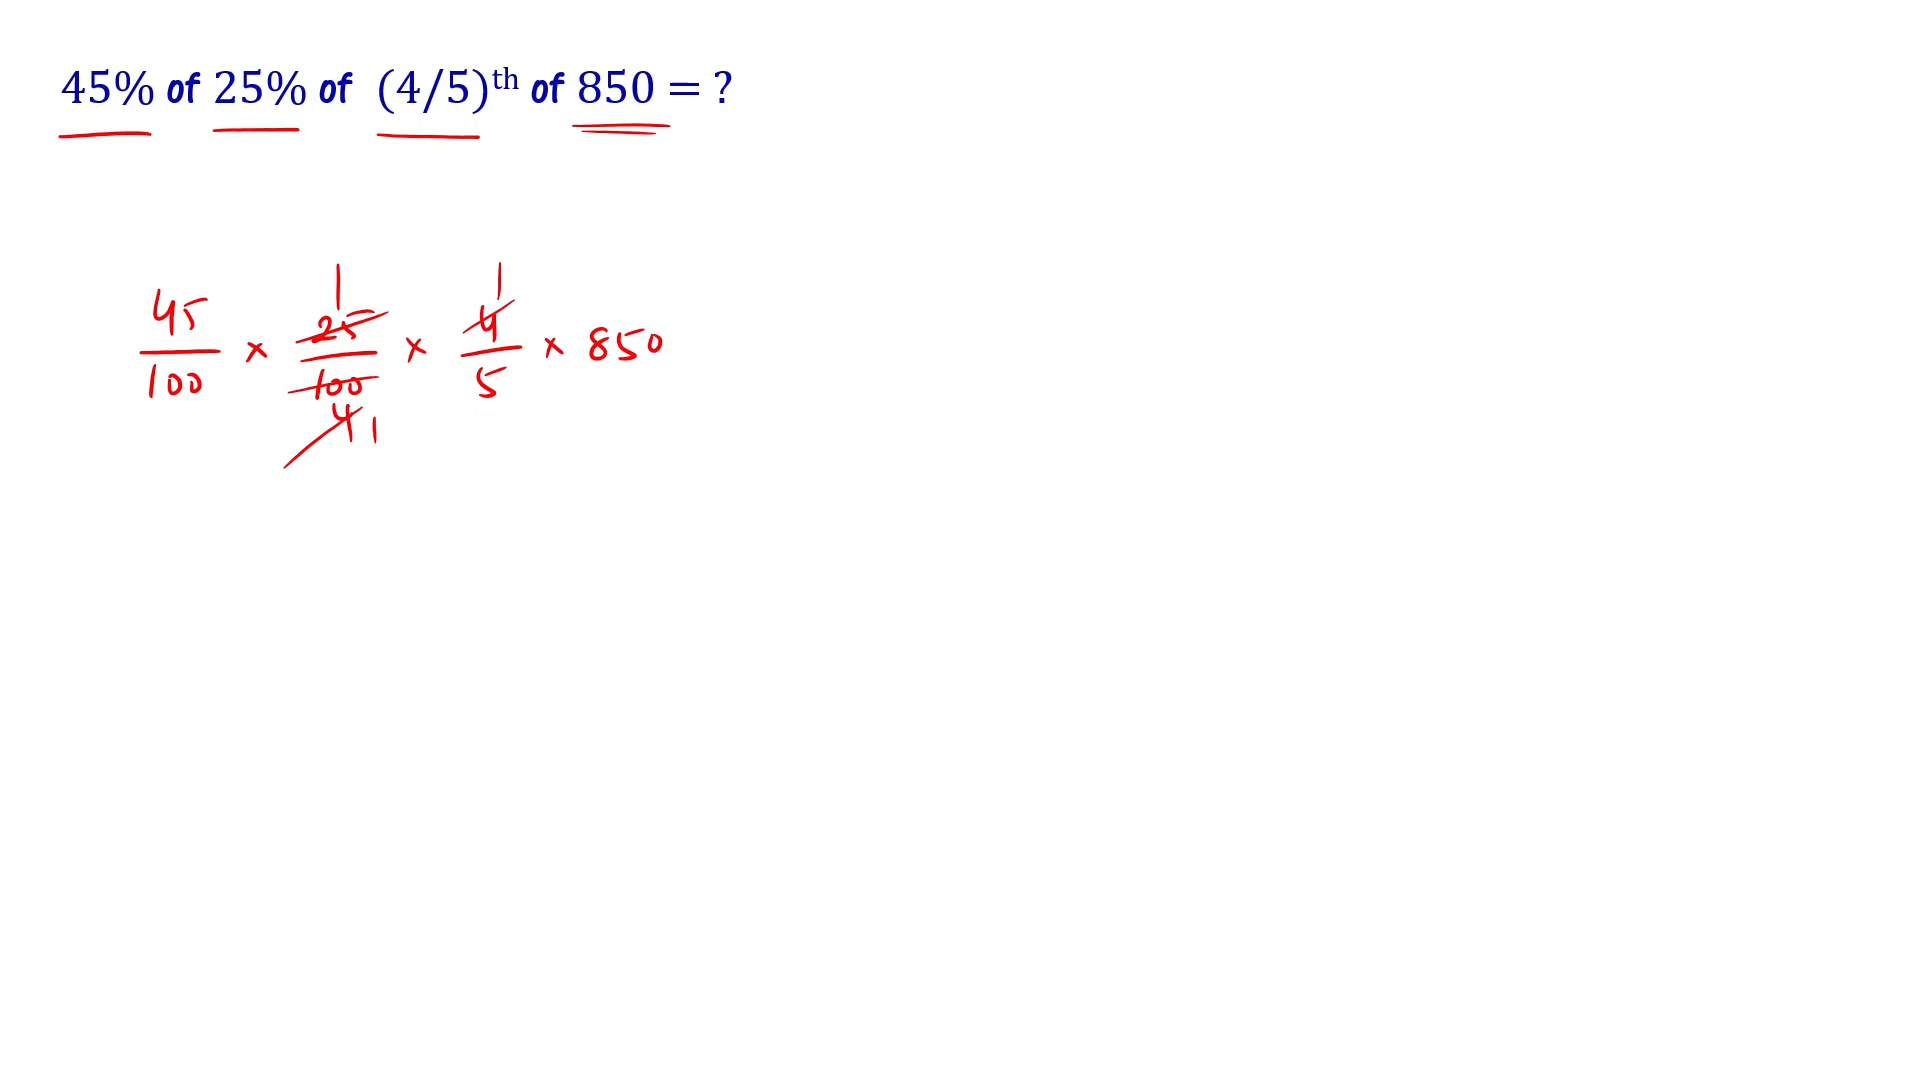 45% of 25% of (4/5)th of 850 = ?
1 1
45 25 4
× × × 850
100 100 5
4 1